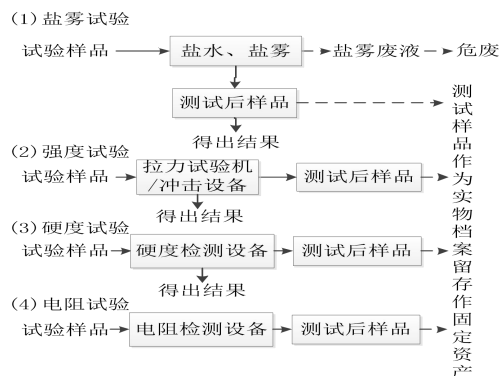 (1) 盐雾试验
试验样品
盐水、盐雾
盐雾废液
危废
测试后样品
得出结果
(2) 强度试验
试验样品
拉力试验机
/冲击设备
测试后样品
得出结果
(3) 硬度试验
试验样品
硬度检测设备
测试后样品
得出结果
(4) 电阻试验
试验样品
电阻检测设备
测试后样品
测试样品作为实物档案留存作固定资产